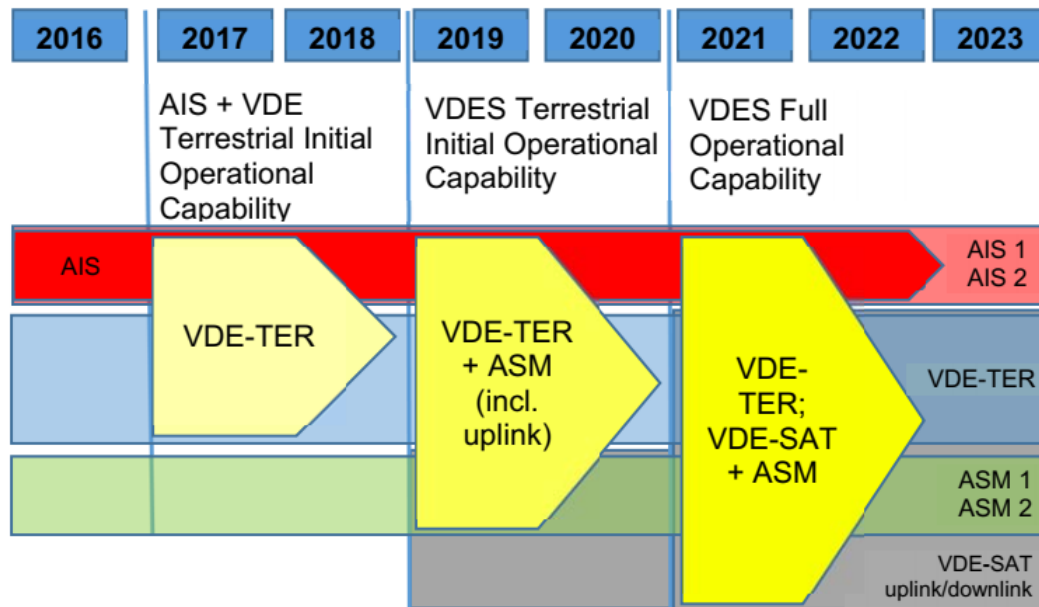 2016 2017 2018 2019 2020 2021 2022 2023
AIS + VDE
Terrestrial Initial
Operational
Capability
VDES Terrestrial
Initial Operational
Capability
VDES Full
Operational
Capability
AIS
AIS 1
AIS 2
VDE-TER
VDE-TER
+ ASM
(incl.
uplink)
VDE-
TER;
VDE-SAT
+ ASM
VDE-TER
ASM 1
ASM 2
VDE-SAT
uplink/downlink